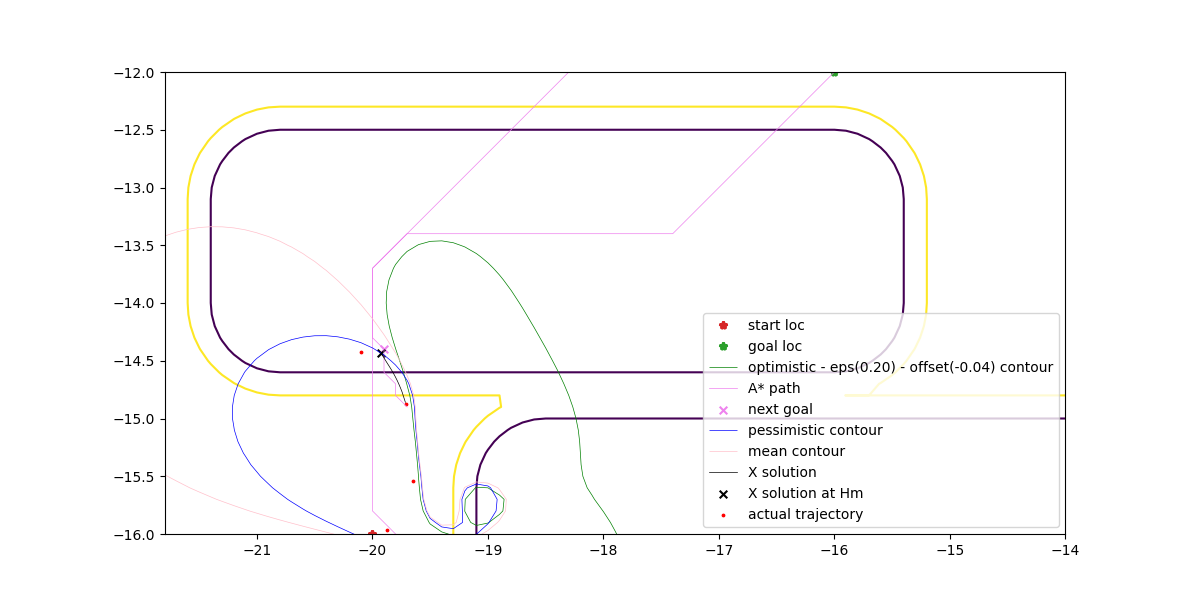 −12.0
−12.5
−13.0
−13.5
−14.0
−14.5
−15.0
−15.5
−16.0
start loc
goal loc
optimistic - eps(0.20) - offset(-0.04) contour
A* path
next goal
pessimistic contour
mean contour
X solution
X solution at Hm
actual trajectory
−21 −20 −19 −18 −17 −16 −15 −14